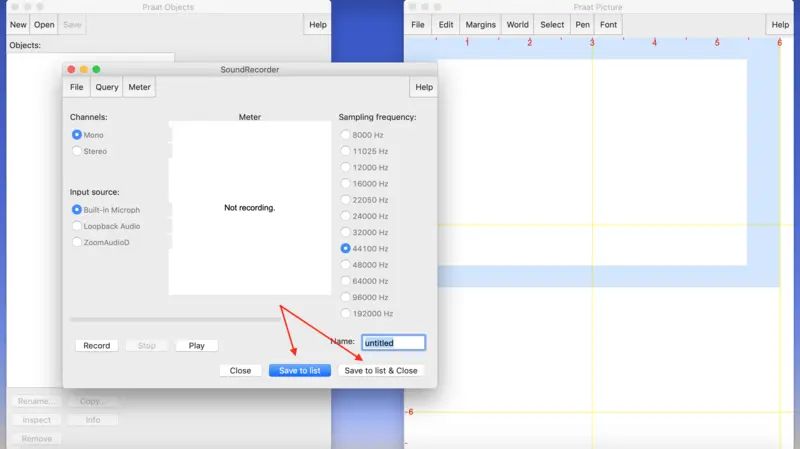 Praat Objects
New Open Save Help
Objects:
SoundRecorder
File Query Meter Help
Channels:
Mono
Stereo
Input source:
Built-in Microph
Loopback Audio
ZoomAudioD
Meter
Not recording.
Sampling frequency:
8000 Hz
11025 Hz
12000 Hz
16000 Hz
22050 Hz
24000 Hz
32000 Hz
44100 Hz
48000 Hz
64000 Hz
96000 Hz
192000 Hz
Record Stop Play
Name: untitled
Close Save to list Save to list & Close
Rename... Copy...
Inspect Info
Remove
Praat Picture
File Edit Margins World Select Pen Font Help
1 2 3 4 5 6
-6